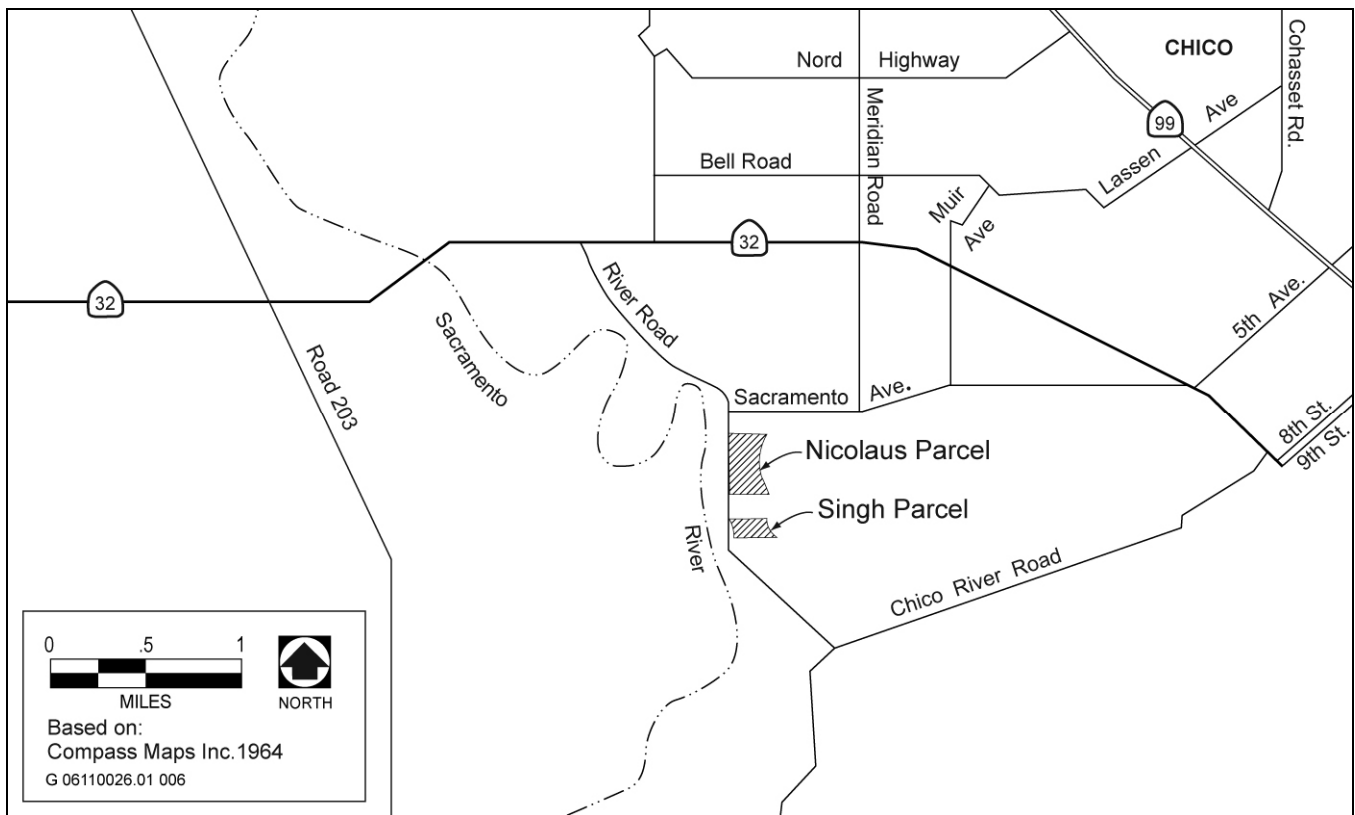 CHICO
Cohasset Rd.
Nord Highway
Meridian Road
99
Lassen Ave
Bell Road
Muir Ave
32
32
River Road
5th Ave.
Sacramento
Road 203
Sacramento Ave.
8th St.
9th St.
Nicolaus Parcel
Singh Parcel
River
Chico River Road
0 .5 1
MILES
NORTH
Based on:
Compass Maps Inc.1964
G 06110026.01 006